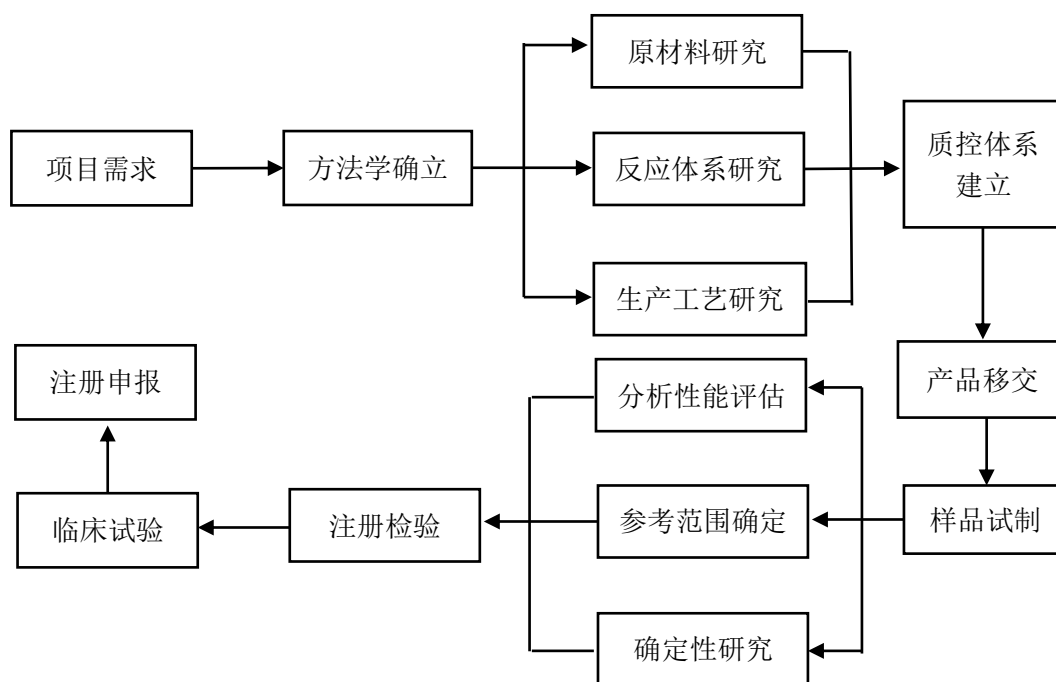 项目需求
方法学确立
原材料研究
反应体系研究
生产工艺研究
质控体系
建立
产品移交
样品试制
分析性能评估
参考范围确定
确定性研究
注册检验
临床试验
注册申报